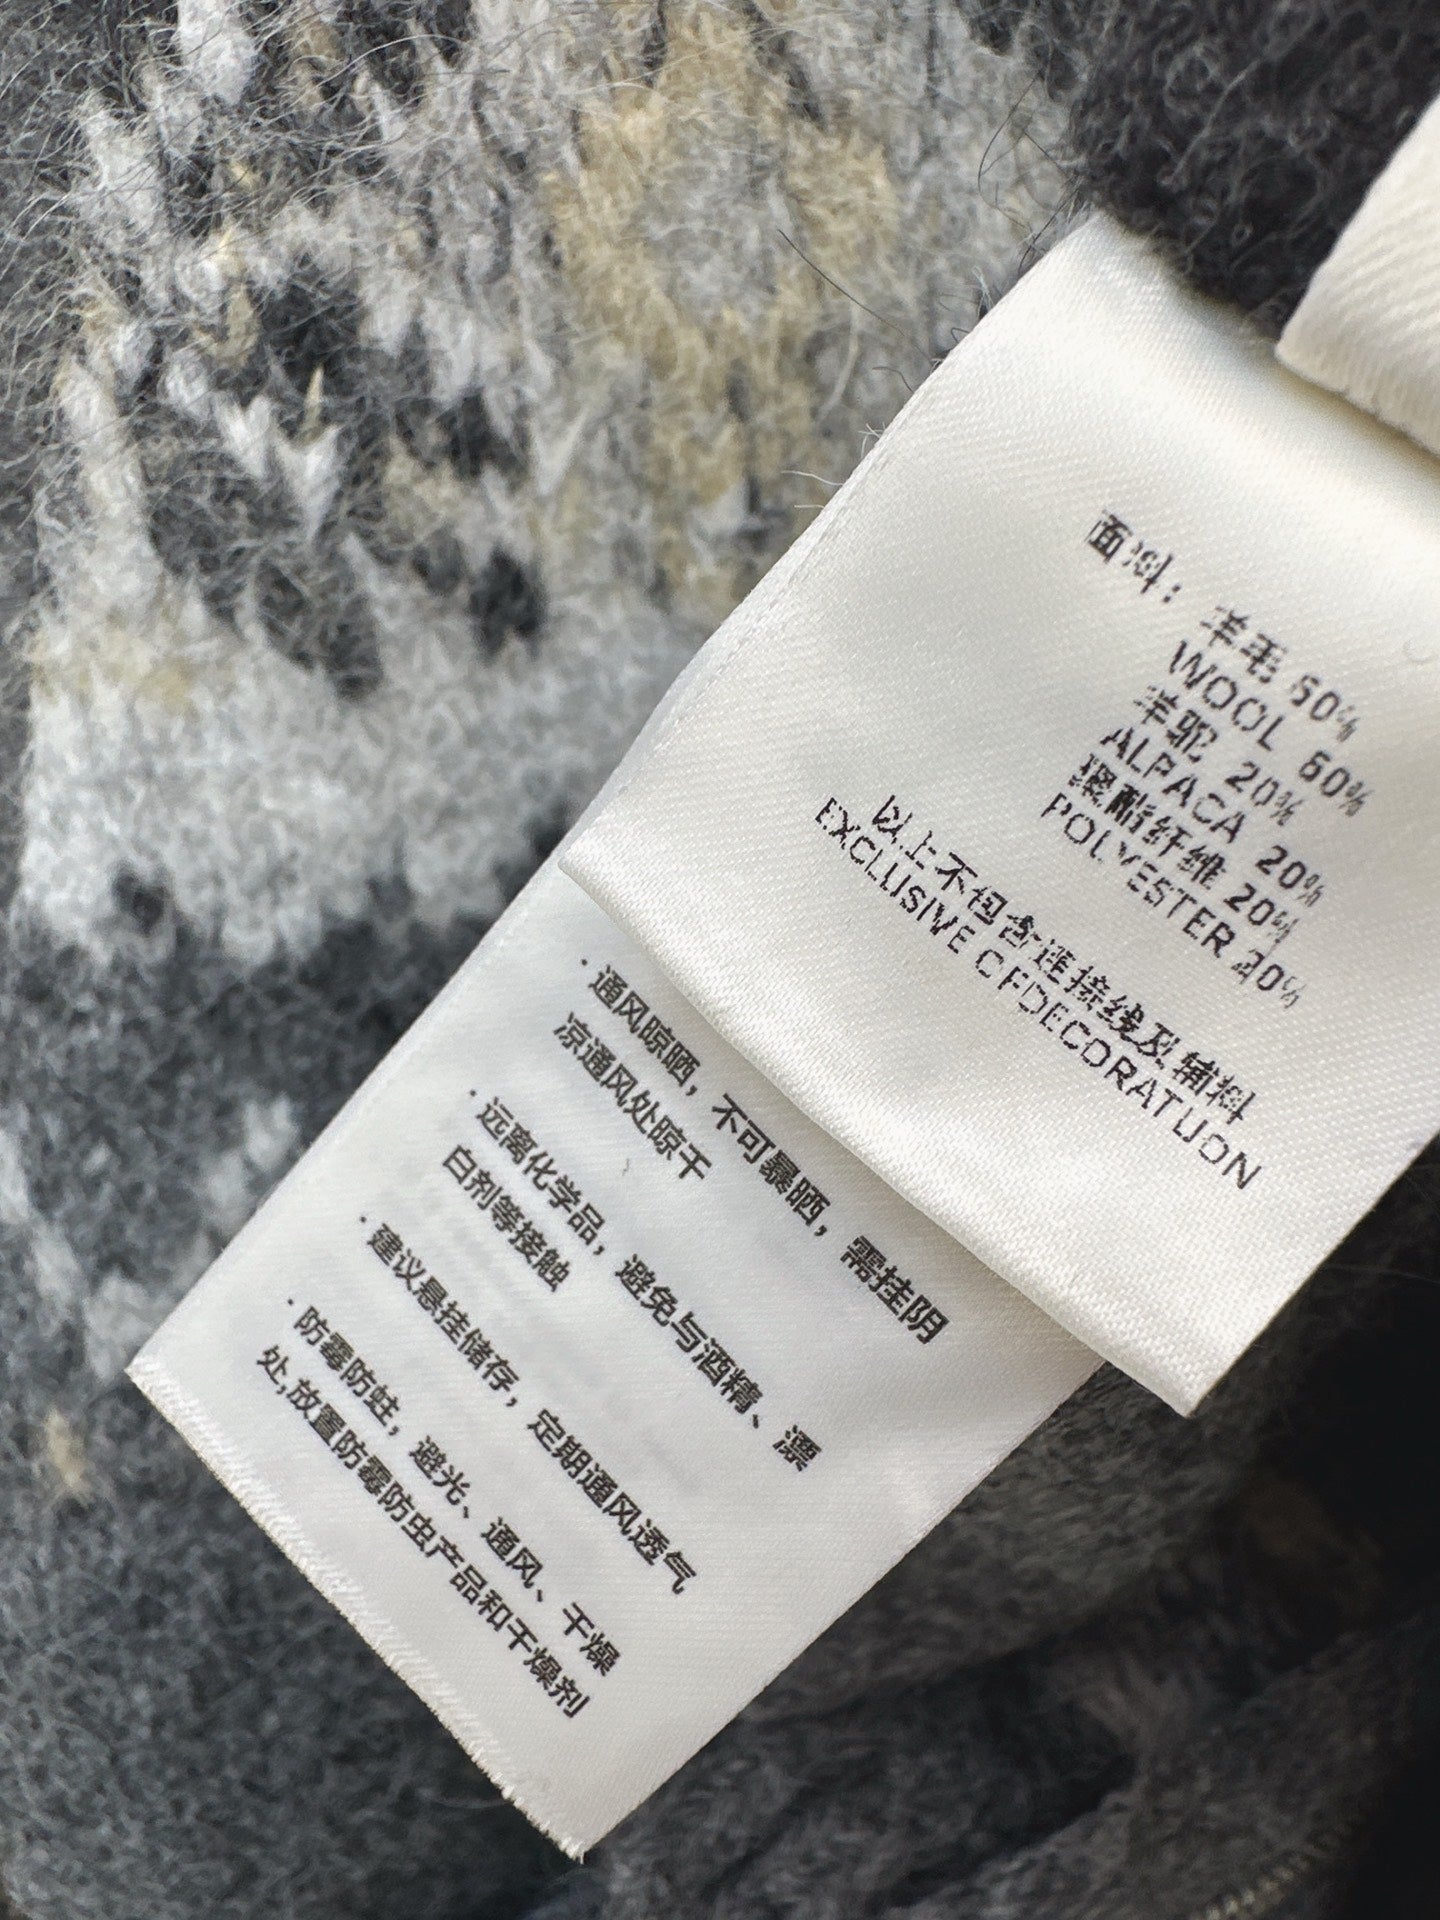 面料：
羊毛 60%
WOOL 60%
羊驼 20%
ALPACA 20%
聚酯纤维 20%
POLYESTER 20%
以上不包含连接线及辅料
EXCLUSIVE OFDECORATION
·通风晾晒，不可暴晒，需挂阴
凉通风处晾干
·远离化学品，避免与酒精、漂
白剂等接触
·建议悬挂储存，定期通风透气
·防霉防蛀，避光、通风、干燥
处,放置防霉防虫产品和干燥剂